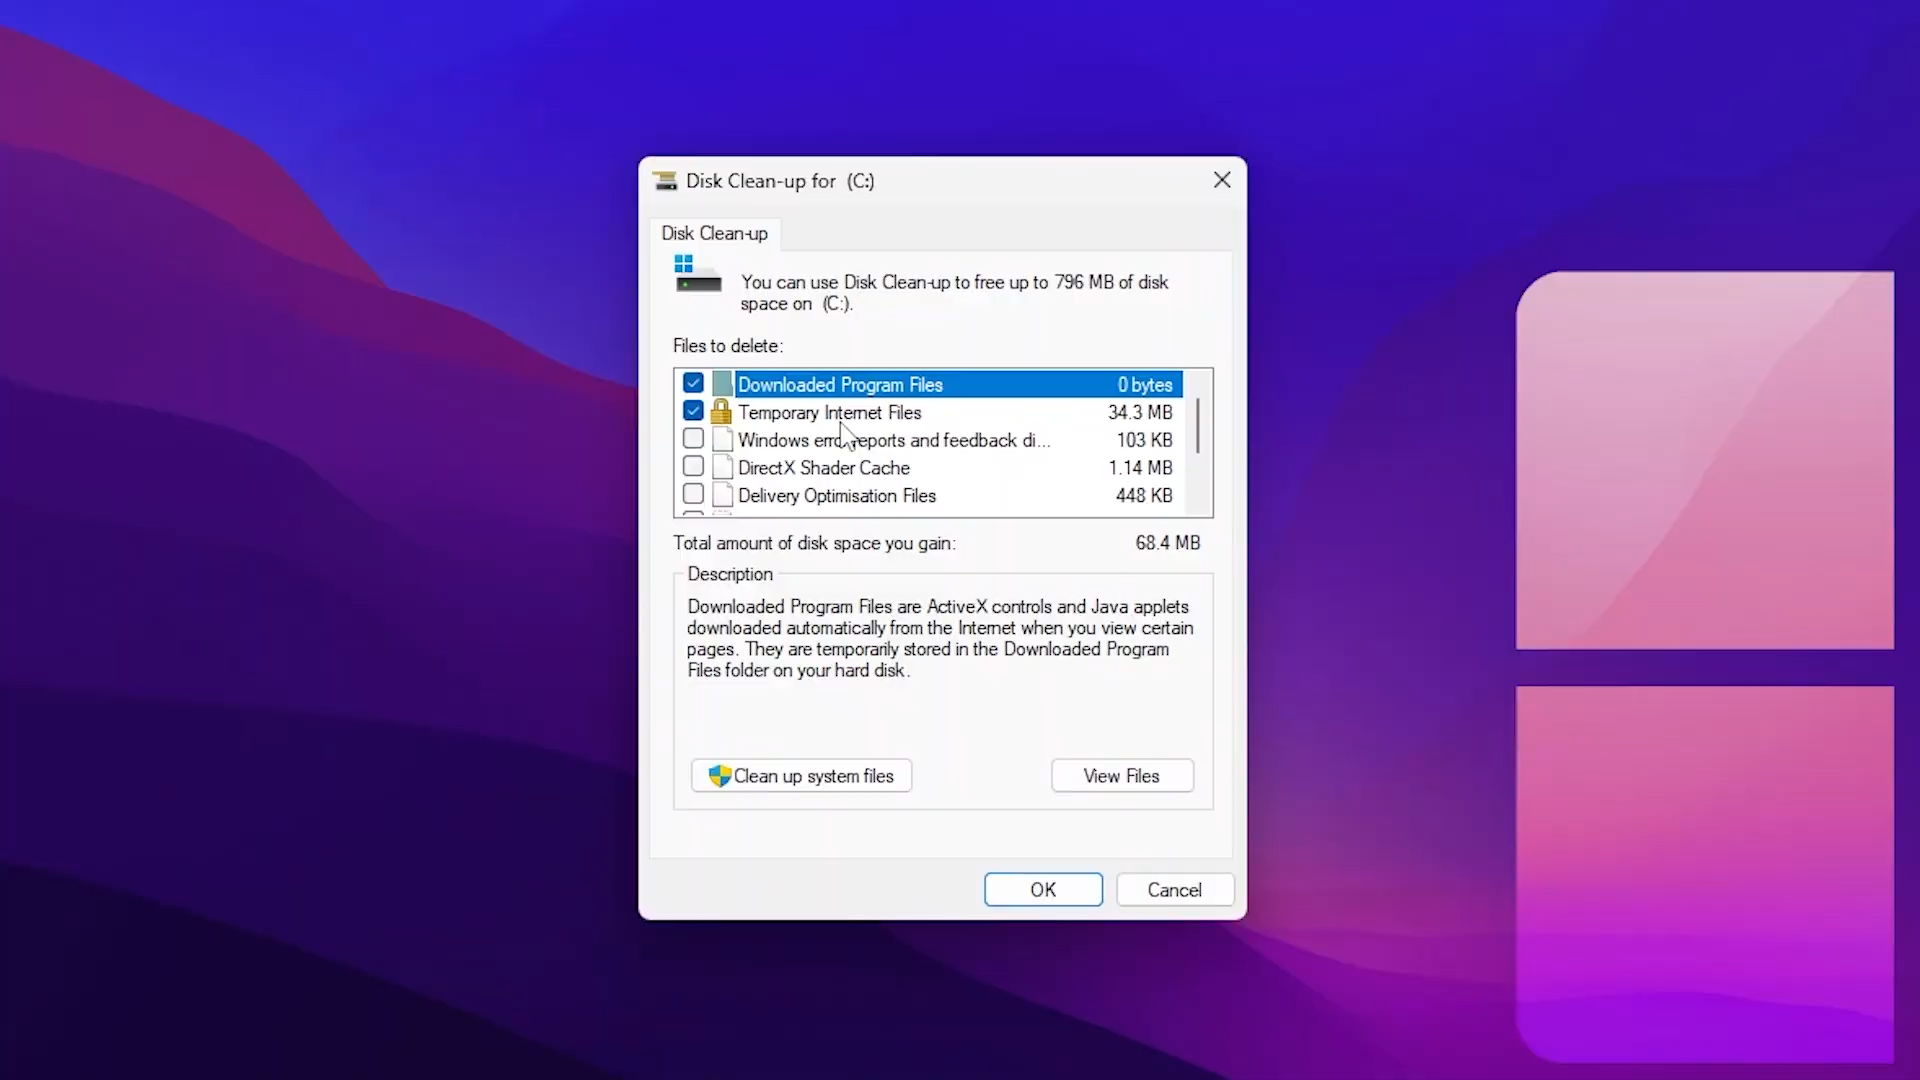 Disk Clean-up for (C:)
Disk Clean-up
You can use Disk Clean-up to free up to 796 MB of disk
space on (C:).
Files to delete:
Downloaded Program Files 0 bytes
Temporary Internet Files 34.3 MB
Windows error reports and feedback di... 103 KB
DirectX Shader Cache 1.14 MB
Delivery Optimisation Files 448 KB
Total amount of disk space you gain: 68.4 MB
Description
Downloaded Program Files are ActiveX controls and Java applets
downloaded automatically from the Internet when you view certain
pages. They are temporarily stored in the Downloaded Program
Files folder on your hard disk.
Clean up system files View Files
OK Cancel